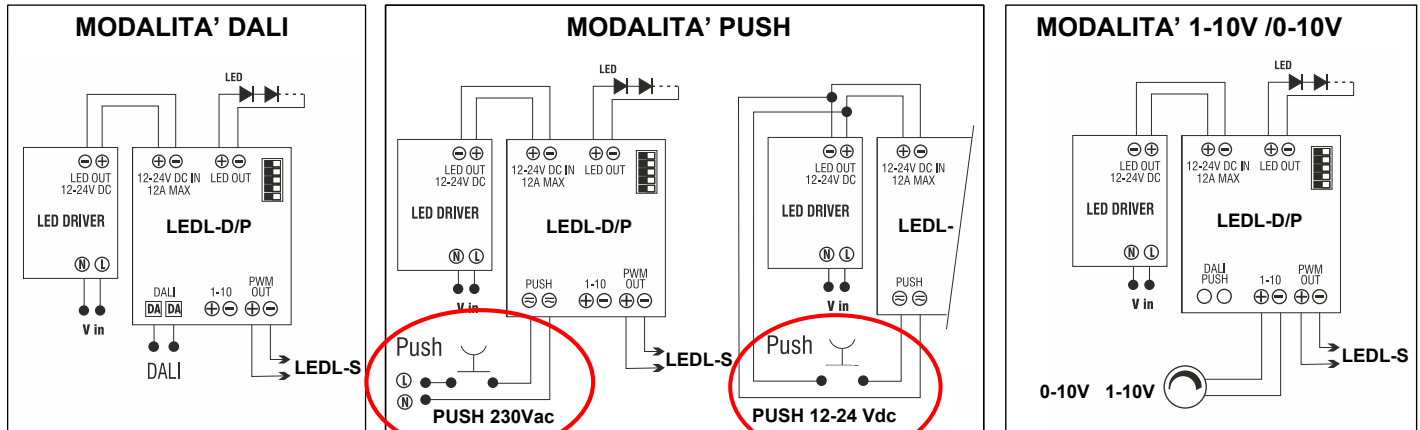 MODALITA’ DALI
LED
⊖ ⊕
LED OUT
12-24V DC
LED DRIVER
N L
V in
⊕ ⊖
12-24V DC IN
12A MAX
⊕ ⊖
LED OUT
LEDL-D/P
DALI
DA DA
1-10
⊕ ⊖
PWM
OUT
⊕ ⊖
DALI
LEDL-S
MODALITA’ PUSH
LED
⊖ ⊕
LED OUT
12-24V DC
LED DRIVER
N L
V in
⊕ ⊖
12-24V DC IN
12A MAX
⊕ ⊖
LED OUT
LEDL-D/P
PUSH
1-10
⊕ ⊖
PWM
OUT
⊕ ⊖
Push
L
N
PUSH 230Vac
LEDL-S
⊖ ⊕
LED OUT
12-24V DC
LED DRIVER
N L
V in
⊕ ⊖
12-24V DC IN
12A MAX
LEDL-
PUSH
Push
PUSH 12-24 Vdc
MODALITA’ 1-10V /0-10V
LED
⊖ ⊕
LED OUT
12-24V DC
LED DRIVER
N L
V in
⊕ ⊖
12-24V DC IN
12A MAX
⊕ ⊖
LED OUT
LEDL-D/P
DALI
PUSH
1-10
⊕ ⊖
PWM
OUT
⊕ ⊖
LEDL-S
0-10V 1-10V